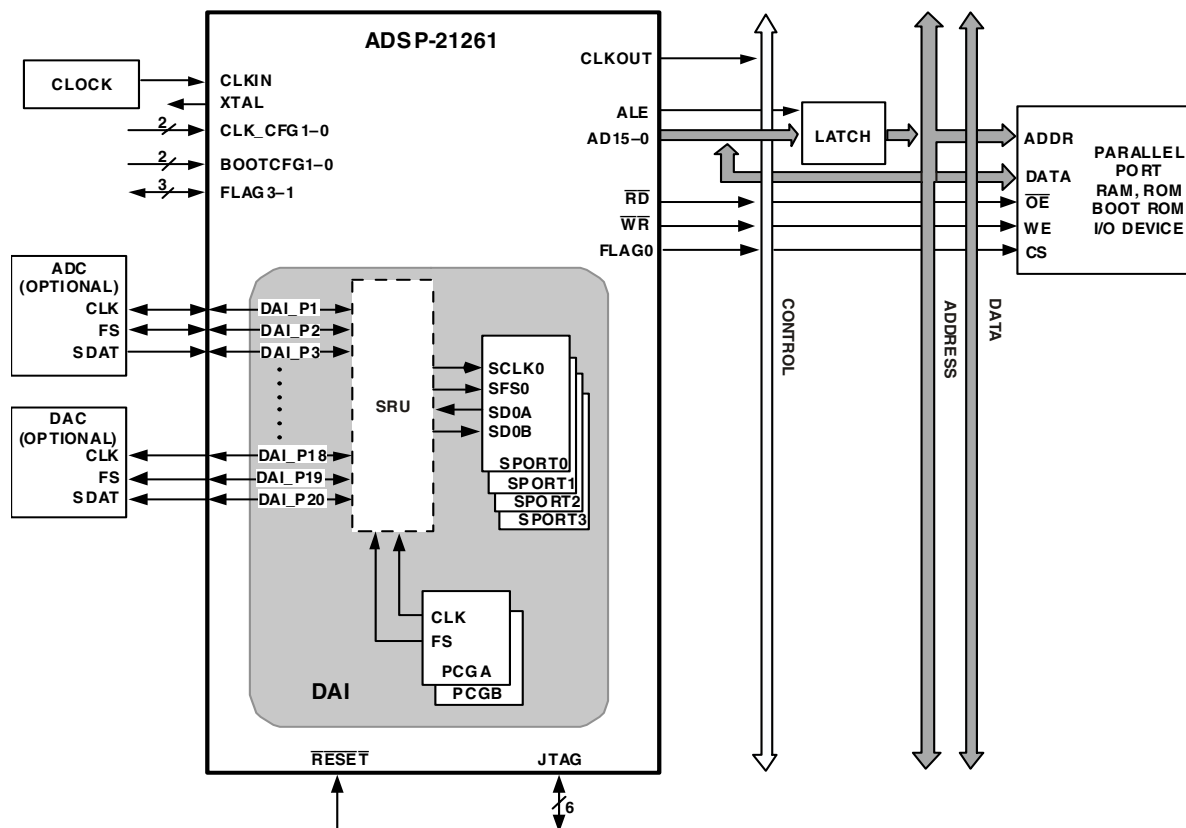 ADSP-21261
CLOCK
CLKIN
XTAL
2
CLK_CFG1–0
2
BOOTCFG1–0
3
FLAG3–1
CLKOUT
ALE
AD15–0
LATCH
RD
WR
FLAG0
ADDR
DATA
OE
WE
CS
PARALLEL
PORT
RAM, ROM
BOOT ROM
I/O DEVICE
CONTROL
ADDRESS
DATA
ADC
(OPTIONAL)
CLK
FS
SDAT
DAC
(OPTIONAL)
CLK
FS
SDAT
DAI_P1
DAI_P2
DAI_P3
DAI_P18
DAI_P19
DAI_P20
SRU
SCLK0
SFS0
SD0A
SD0B
SPORT0
SPORT1
SPORT2
SPORT3
CLK
FS
PCGA
PCGB
DAI
RESET
JTAG
6